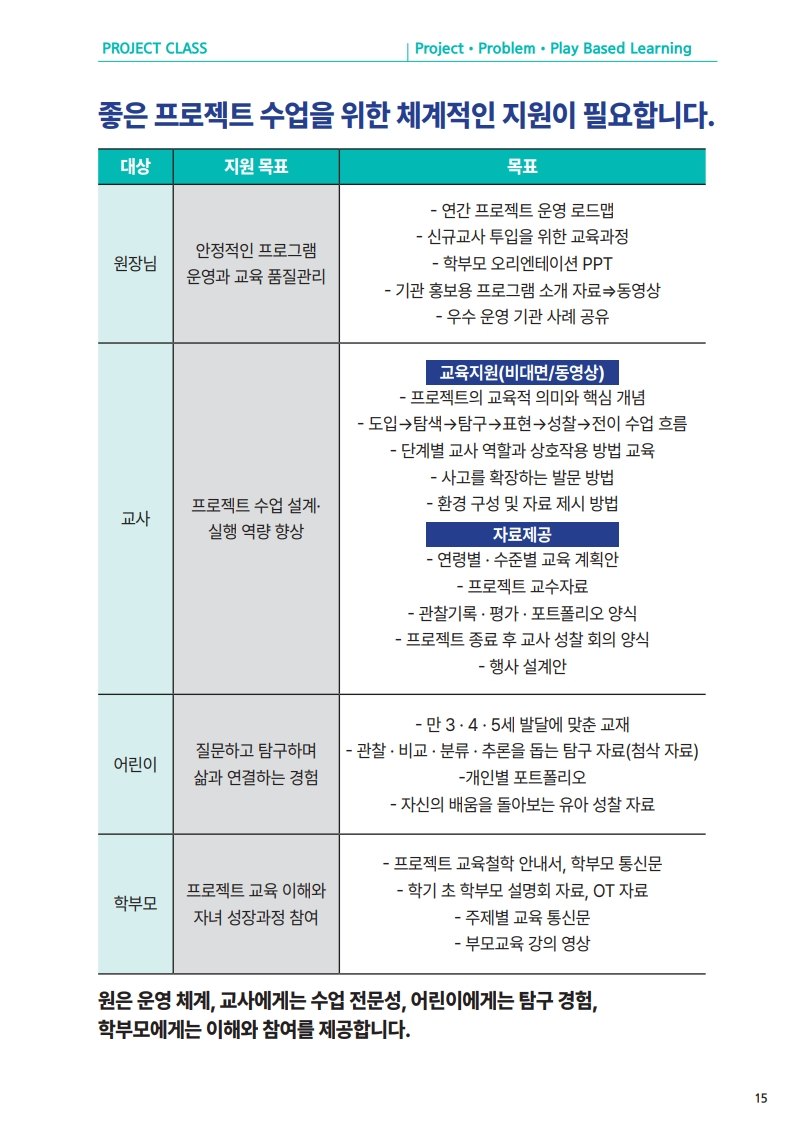 PROJECT CLASS
Project • Problem • Play Based Learning
좋은 프로젝트 수업을 위한 체계적인 지원이 필요합니다.
대상 지원 목표 목표
원장님
안정적인 프로그램
운영과 교육 품질관리
- 연간 프로젝트 운영 로드맵
- 신규교사 투입을 위한 교육과정
- 학부모 오리엔테이션 PPT
- 기관 홍보용 프로그램 소개 자료⇒동영상
- 우수 운영 기관 사례 공유
교사
프로젝트 수업 설계·
실행 역량 향상
교육지원(비대면/동영상)
- 프로젝트의 교육적 의미와 핵심 개념
- 도입→탐색→탐구→표현→성찰→전이 수업 흐름
- 단계별 교사 역할과 상호작용 방법 교육
- 사고를 확장하는 발문 방법
- 환경 구성 및 자료 제시 방법
자료제공
- 연령별 · 수준별 교육 계획안
- 프로젝트 교수자료
- 관찰기록 · 평가 · 포트폴리오 양식
- 프로젝트 종료 후 교사 성찰 회의 양식
- 행사 설계안
어린이
질문하고 탐구하며
삶과 연결하는 경험
- 만 3 · 4 · 5세 발달에 맞춘 교재
- 관찰 · 비교 · 분류 · 추론을 돕는 탐구 자료(첨삭 자료)
-개인별 포트폴리오
- 자신의 배움을 돌아보는 유아 성찰 자료
학부모
프로젝트 교육 이해와
자녀 성장과정 참여
- 프로젝트 교육철학 안내서, 학부모 통신문
- 학기 초 학부모 설명회 자료, OT 자료
- 주제별 교육 통신문
- 부모교육 강의 영상
원은 운영 체계, 교사에게는 수업 전문성, 어린이에게는 탐구 경험,
학부모에게는 이해와 참여를 제공합니다.
15